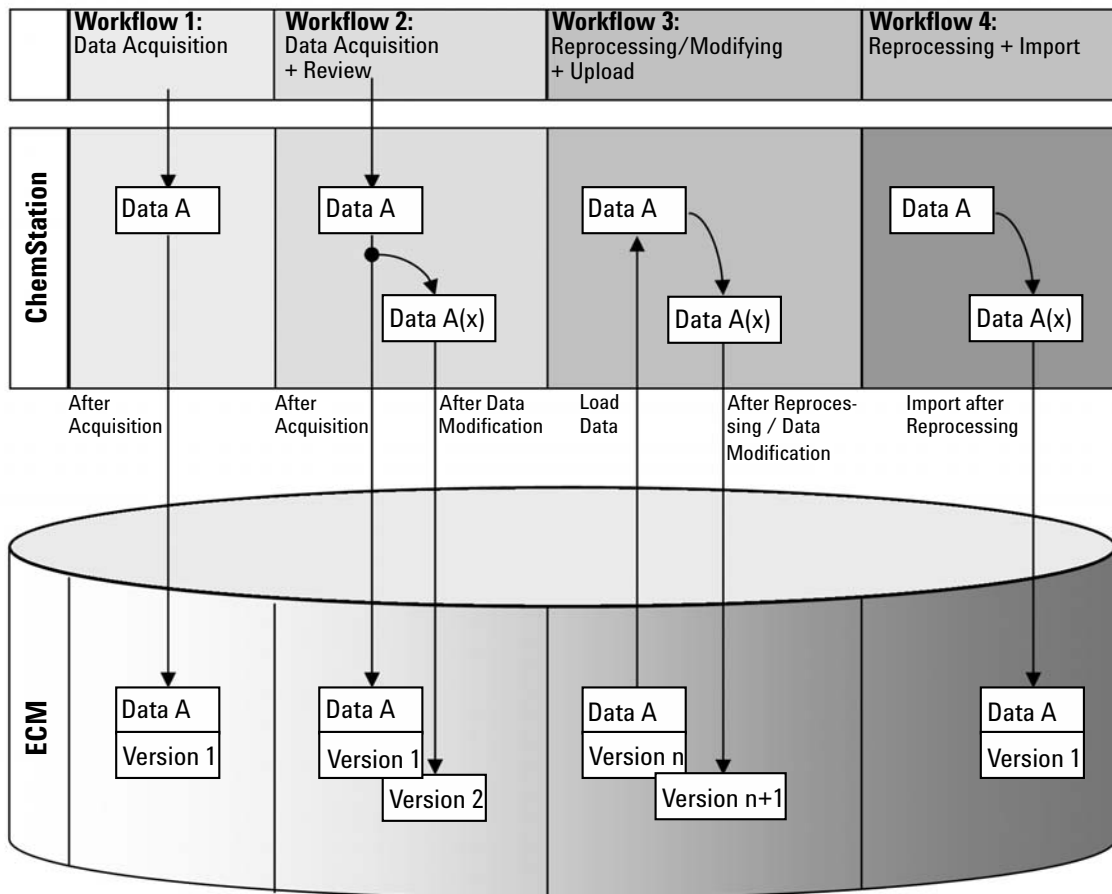 Workflow 1:
Data Acquisition
Workflow 2:
Data Acquisition
+ Review
Workflow 3:
Reprocessing/Modifying
+ Upload
Workflow 4:
Reprocessing + Import
ChemStation
Data A
Data A
Data A(x)
Data A
Data A(x)
Data A
Data A(x)
After
Acquisition
After
Acquisition
After Data
Modification
Load
Data
After Reproces-
sing / Data
Modification
Import after
Reprocessing
ECM
Data A
Version 1
Data A
Version 1
Version 2
Data A
Version n
Version n+1
Data A
Version 1